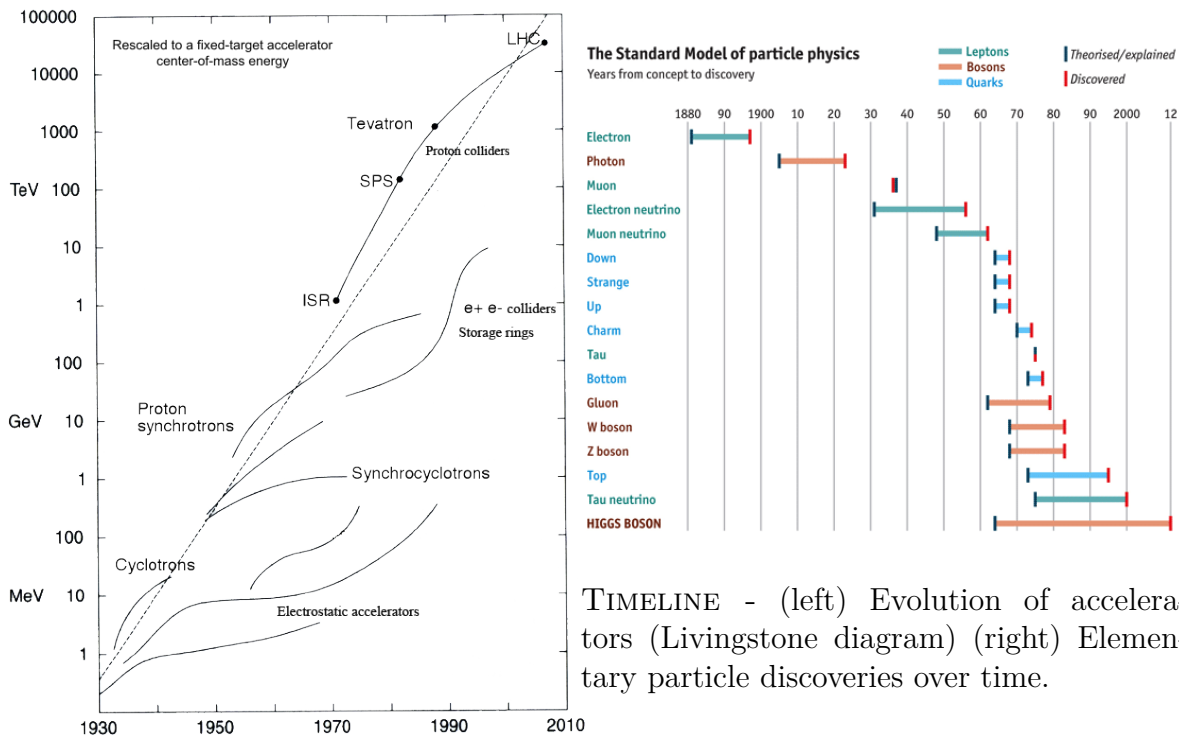 100000
Rescaled to a fixed-target accelerator
center-of-mass energy
LHC
10000
Tevatron
1000
Proton colliders
SPS
TeV 100
10
ISR
1
e+ e- colliders
Storage rings
100
Proton
synchrotrons
GeV 10
Synchrocyclotrons
1
100
Cyclotrons
MeV 10
Electrostatic accelerators
1
1930 1950 1970 1990 2010
The Standard Model of particle physics
Years from concept to discovery
Leptons
Bosons
Quarks
Theorised/explained
Discovered
1880 90 1900 10 20 30 40 50 60 70 80 90 2000 12
Electron
Photon
Muon
Electron neutrino
Muon neutrino
Down
Strange
Up
Charm
Tau
Bottom
Gluon
W boson
Z boson
Top
Tau neutrino
HIGGS BOSON
TIMELINE - (left) Evolution of accelera-
tors (Livingstone diagram) (right) Elemen-
tary particle discoveries over time.